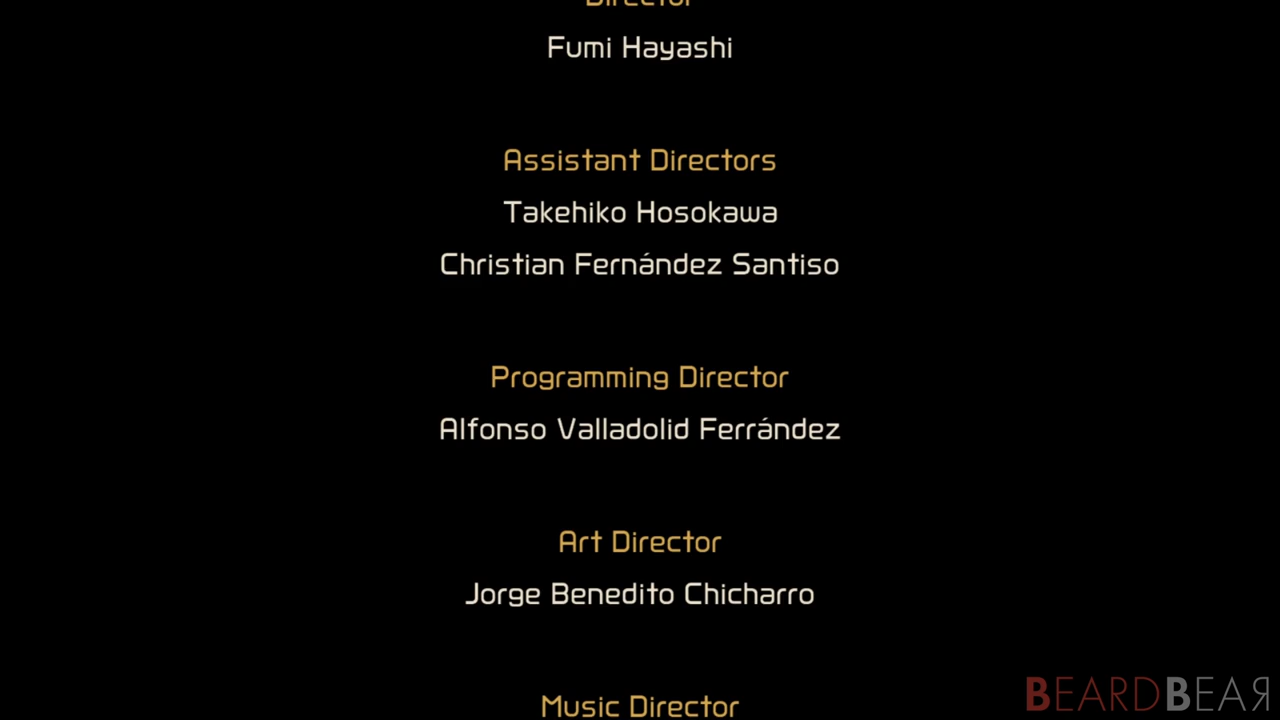 Director
Fumi Hayashi
Assistant Directors
Takehiko Hosokawa
Christian Fernández Santiso
Programming Director
Alfonso Valladolid Ferrández
Art Director
Jorge Benedito Chicharro
Music Director
BEARDBEAR